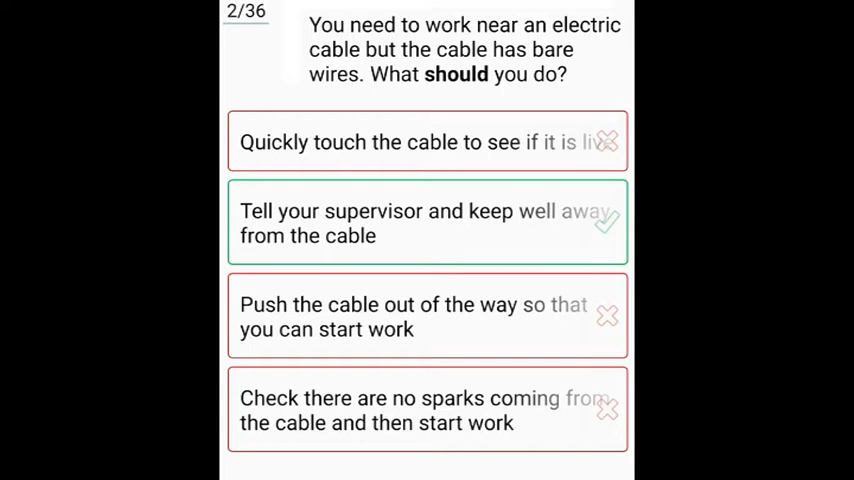 2/36
You need to work near an electric
cable but the cable has bare
wires. What should you do?
Quickly touch the cable to see if it is live
Tell your supervisor and keep well away
from the cable
Push the cable out of the way so that
you can start work
Check there are no sparks coming from
the cable and then start work